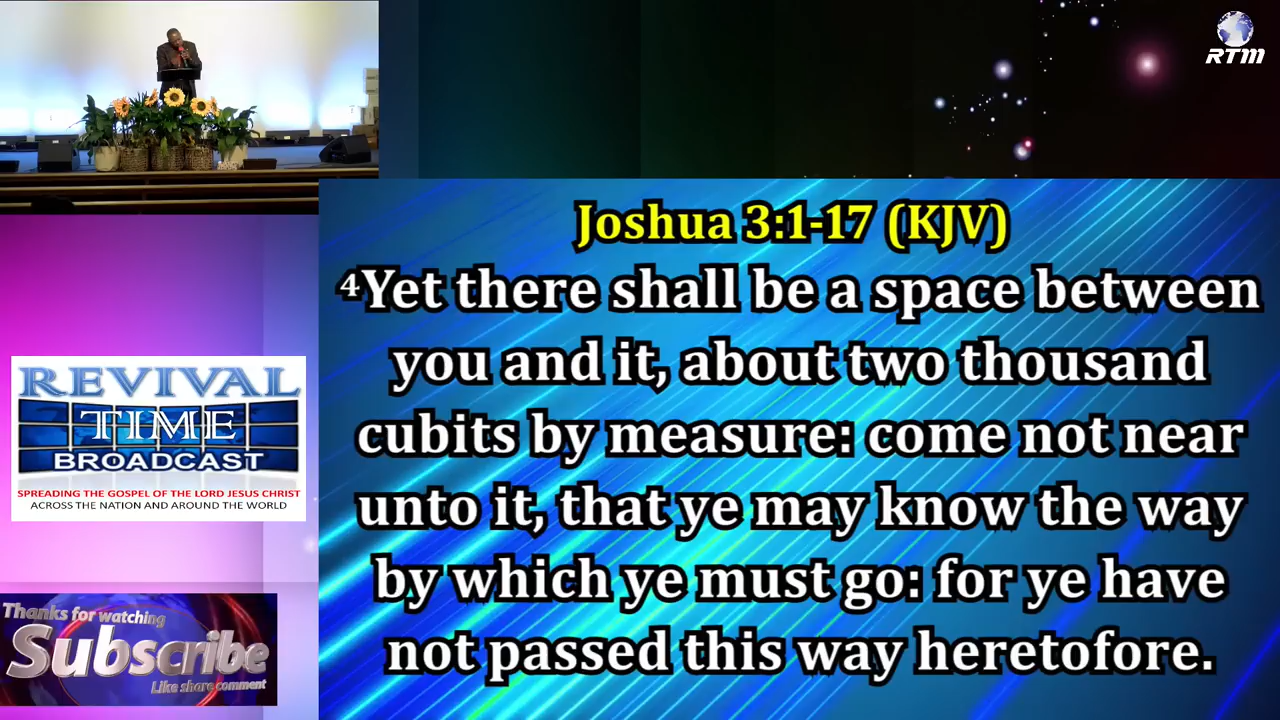 RTM
Joshua 3:1-17 (KJV)
⁴Yet there shall be a space between
you and it, about two thousand
cubits by measure: come not near
unto it, that ye may know the way
by which ye must go: for ye have
not passed this way heretofore.
REVIVAL
TIME
BROADCAST
SPREADING THE GOSPEL OF THE LORD JESUS CHRIST
ACROSS THE NATION AND AROUND THE WORLD
Thanks for watching
Subscribe
Like share comment